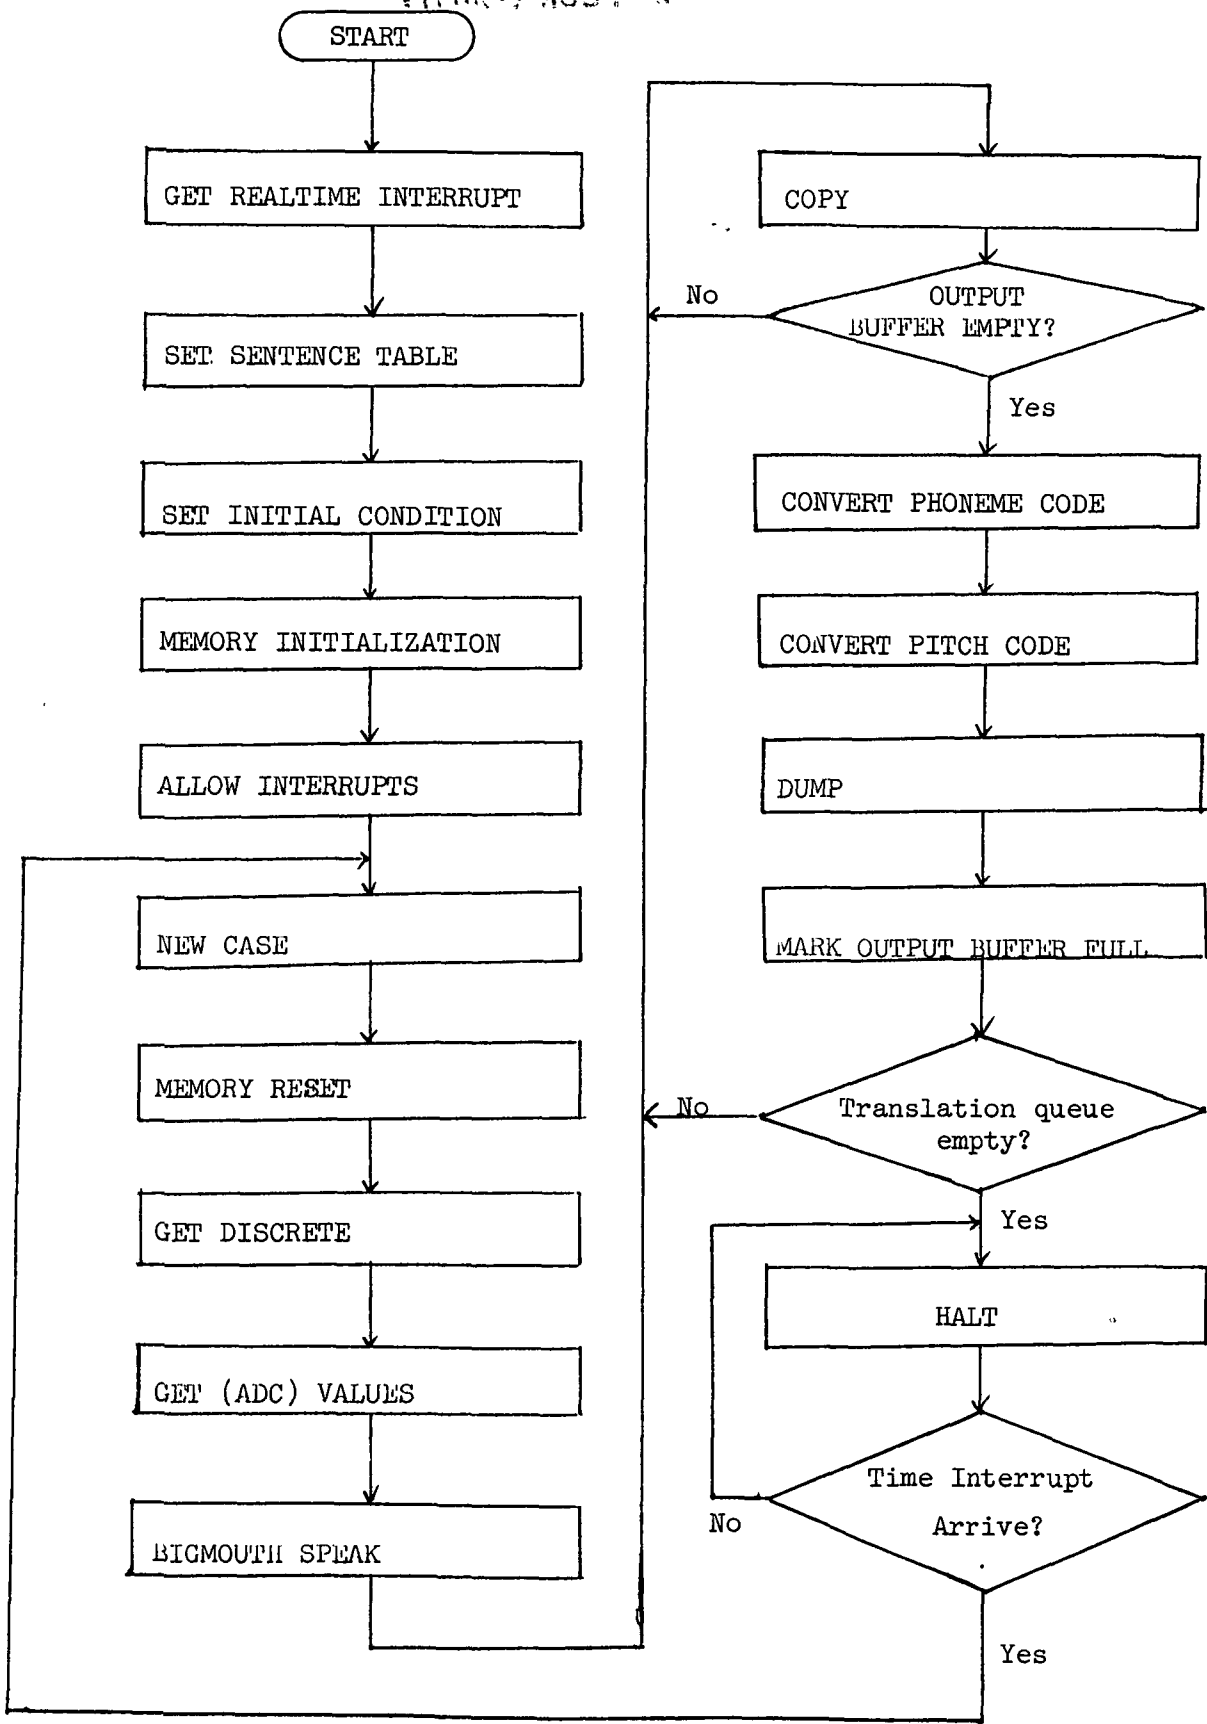 START
GET REALTIME INTERRUPT
SET SENTENCE TABLE
SET INITIAL CONDITION
MEMORY INITIALIZATION
ALLOW INTERRUPTS
NEW CASE
MEMORY RESET
GET DISCRETE
GET (ADC) VALUES
BIGMOUTH SPEAK
COPY
OUTPUT
BUFFER EMPTY?
No
Yes
CONVERT PHONEME CODE
CONVERT PITCH CODE
DUMP
MARK OUTPUT BUFFER FULL
Translation queue
empty?
No
Yes
HALT
Time Interrupt
Arrive?
No
Yes